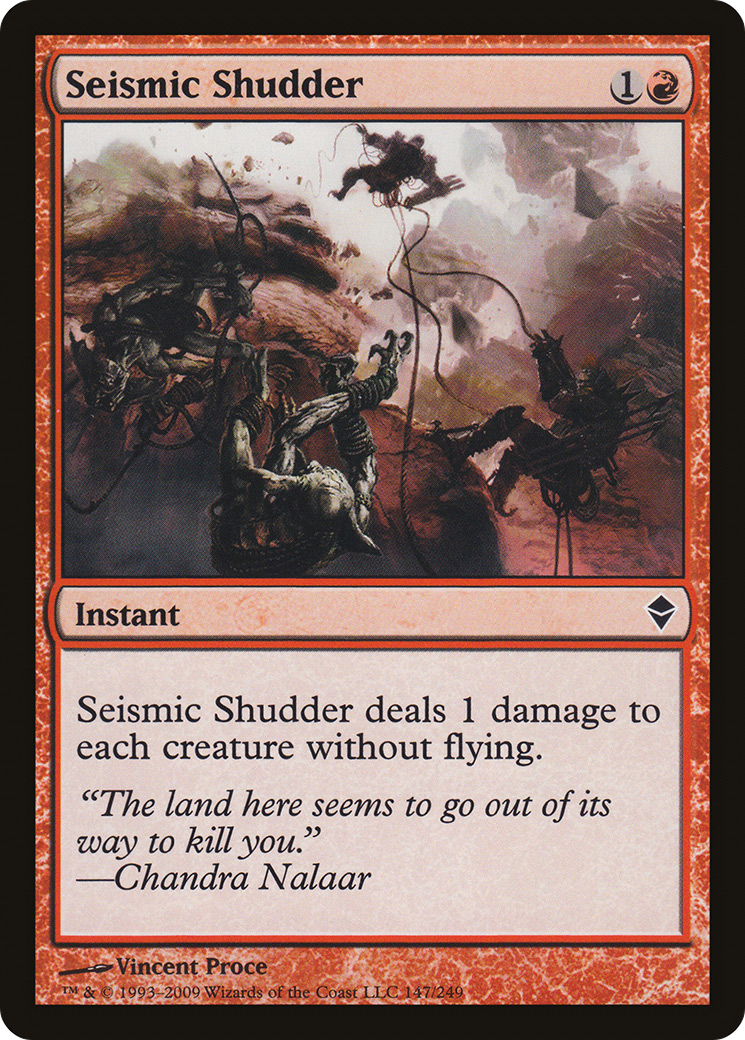 Seismic Shudder 1
Instant
Seismic Shudder deals 1 damage to
each creature without flying.
“The land here seems to go out of its
way to kill you.”
—Chandra Nalaar
Vincent Proce
™ & © 1993–2009 Wizards of the Coast LLC 147/249